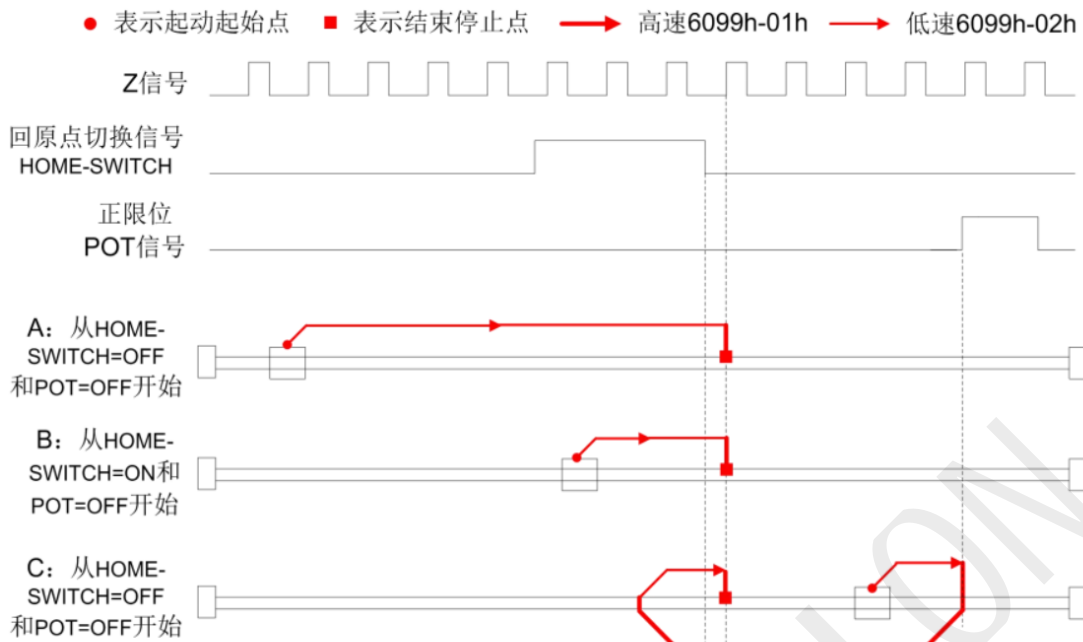 ● 表示起动起始点 ■ 表示结束停止点 → 高速6099h-01h → 低速6099h-02h
Z信号
回原点切换信号
HOME-SWITCH
正限位
POT信号
A：从HOME-
SWITCH=OFF
和POT=OFF开始
B：从HOME-
SWITCH=ON和
POT=OFF开始
C：从HOME-
SWITCH=OFF
和POT=OFF开始
LON